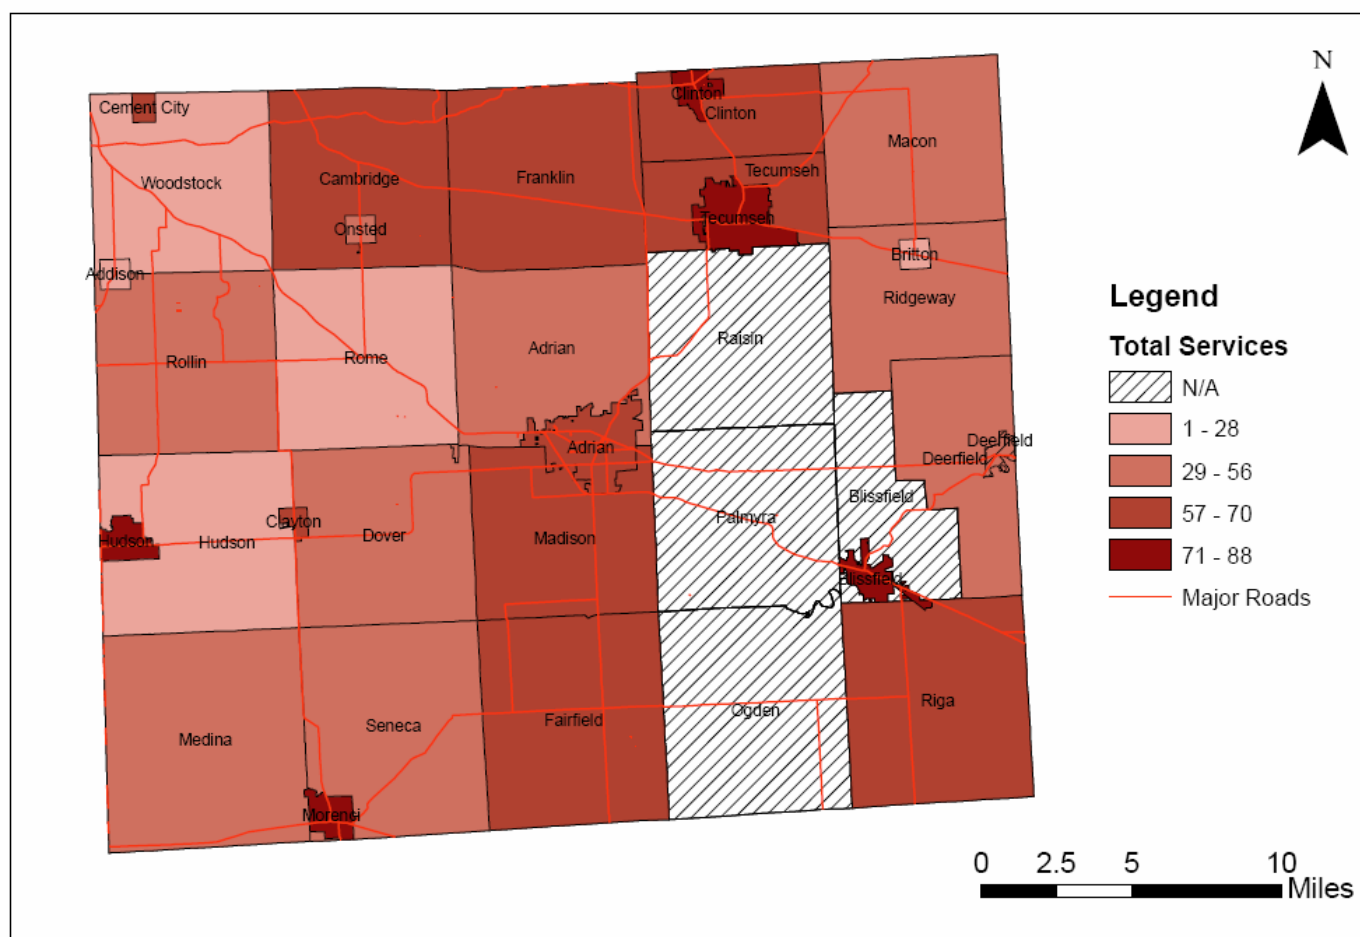 N
Cement City
Clinton
Clinton
Macon
Woodstock
Cambridge
Franklin
Tecumseh
Tecumseh
Onsted
Addison
Britton
Ridgeway
Rollin
Rome
Adrian
Raisin
Adrian
Deerfield
Deerfield
Blissfield
Hudson
Hudson
Clayton
Dover
Madison
Palmyra
Blissfield
Medina
Seneca
Fairfield
Ogden
Riga
Morenci
Legend
Total Services
N/A
1 - 28
29 - 56
57 - 70
71 - 88
Major Roads
0 2.5 5 10
Miles